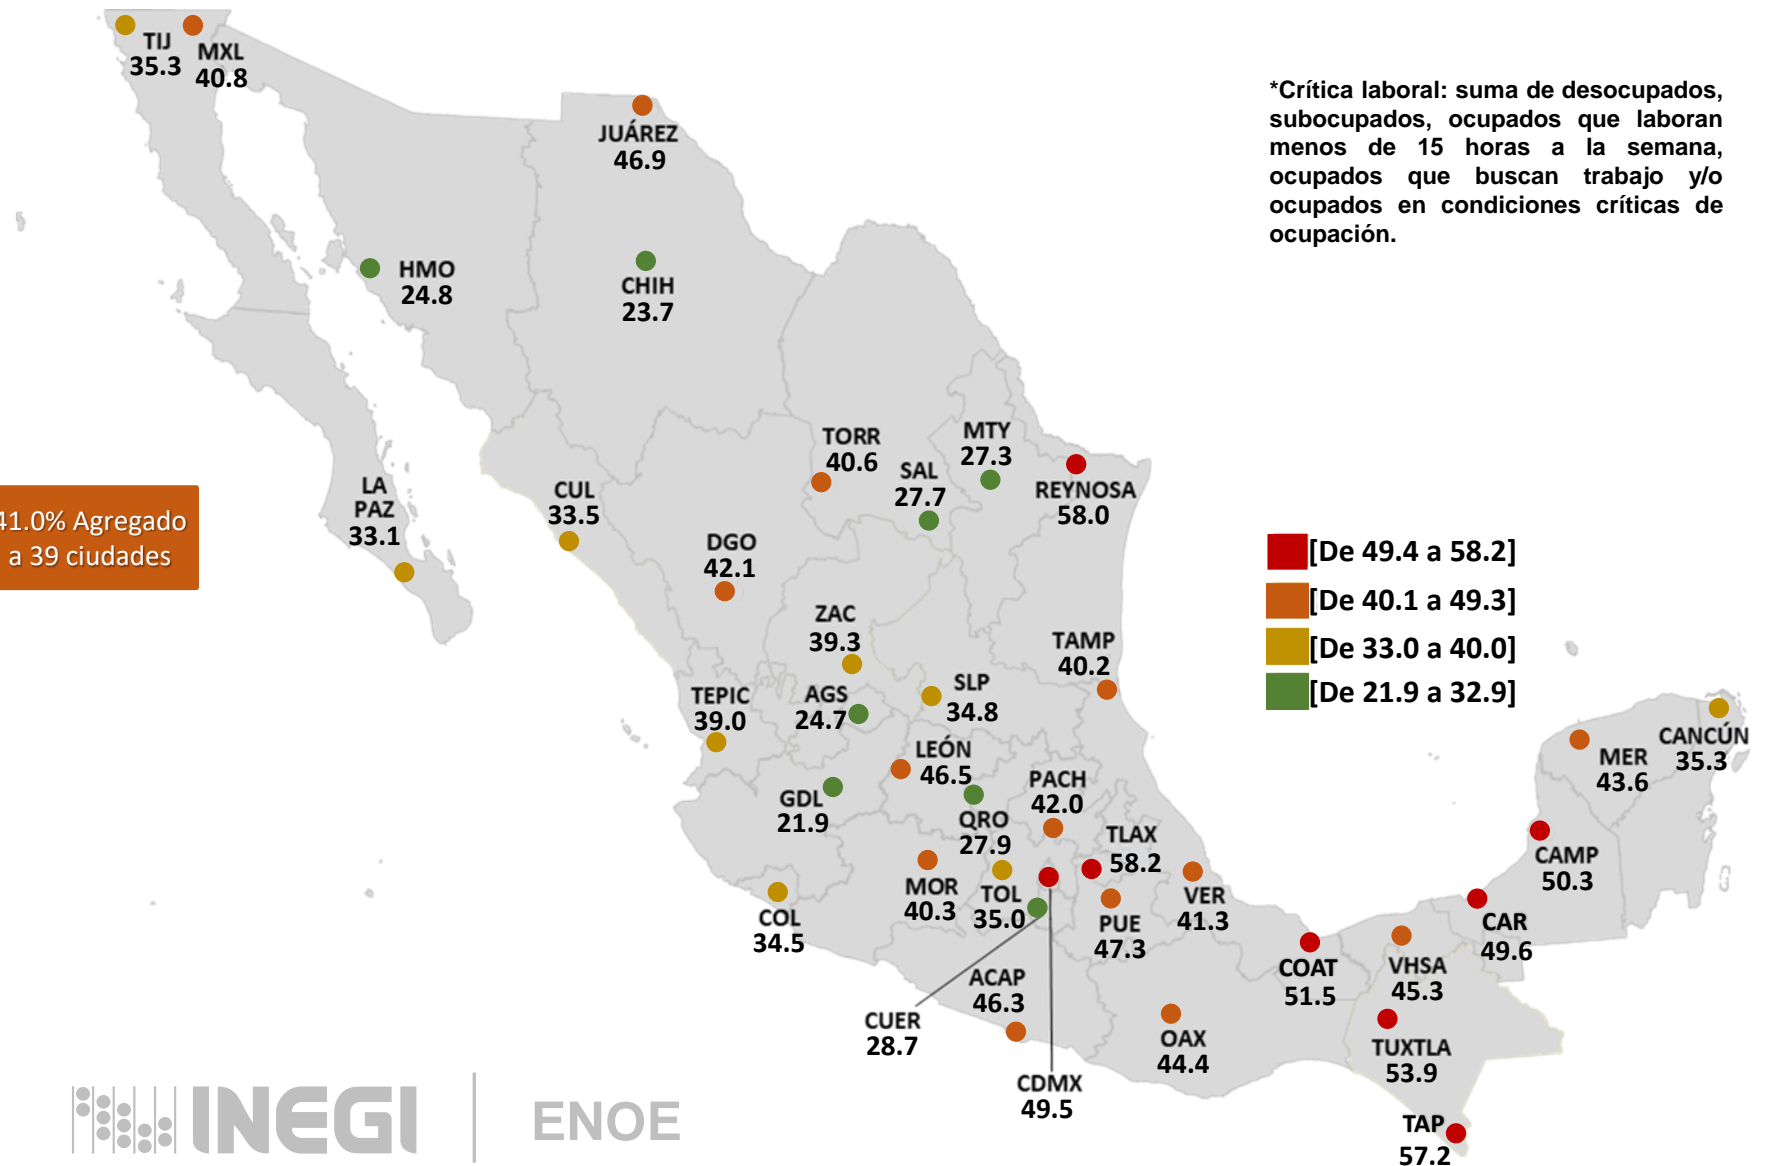 TIJ
35.3
MXL
40.8
JUÁREZ
46.9
*Crítica laboral: suma de desocupados,
subocupados, ocupados que laboran
menos de 15 horas a la semana,
ocupados que buscan trabajo y/o
ocupados en condiciones críticas de
ocupación.
HMO
24.8
CHIH
23.7
TORR
40.6
SAL
27.7
MTY
27.3
REYNOSA
58.0
LA
PAZ
33.1
CUL
33.5
41.0% Agregado
a 39 ciudades
DGO
42.1
[De 49.4 a 58.2]
[De 40.1 a 49.3]
[De 33.0 a 40.0]
[De 21.9 a 32.9]
ZAC
39.3
TAMP
40.2
TEPIC
39.0
AGS
24.7
SLP
34.8
LEÓN
46.5
PACH
42.0
MER
43.6
CANCÚN
35.3
GDL
21.9
QRO
27.9
TLAX
58.2
CAMP
50.3
COL
34.5
MOR
40.3
TOL
35.0
PUE
47.3
VER
41.3
CAR
49.6
COAT
51.5
VHSA
45.3
ACAP
46.3
CUER
28.7
OAX
44.4
TUXTLA
53.9
CDMX
49.5
TAP
57.2
INEGI
ENOE